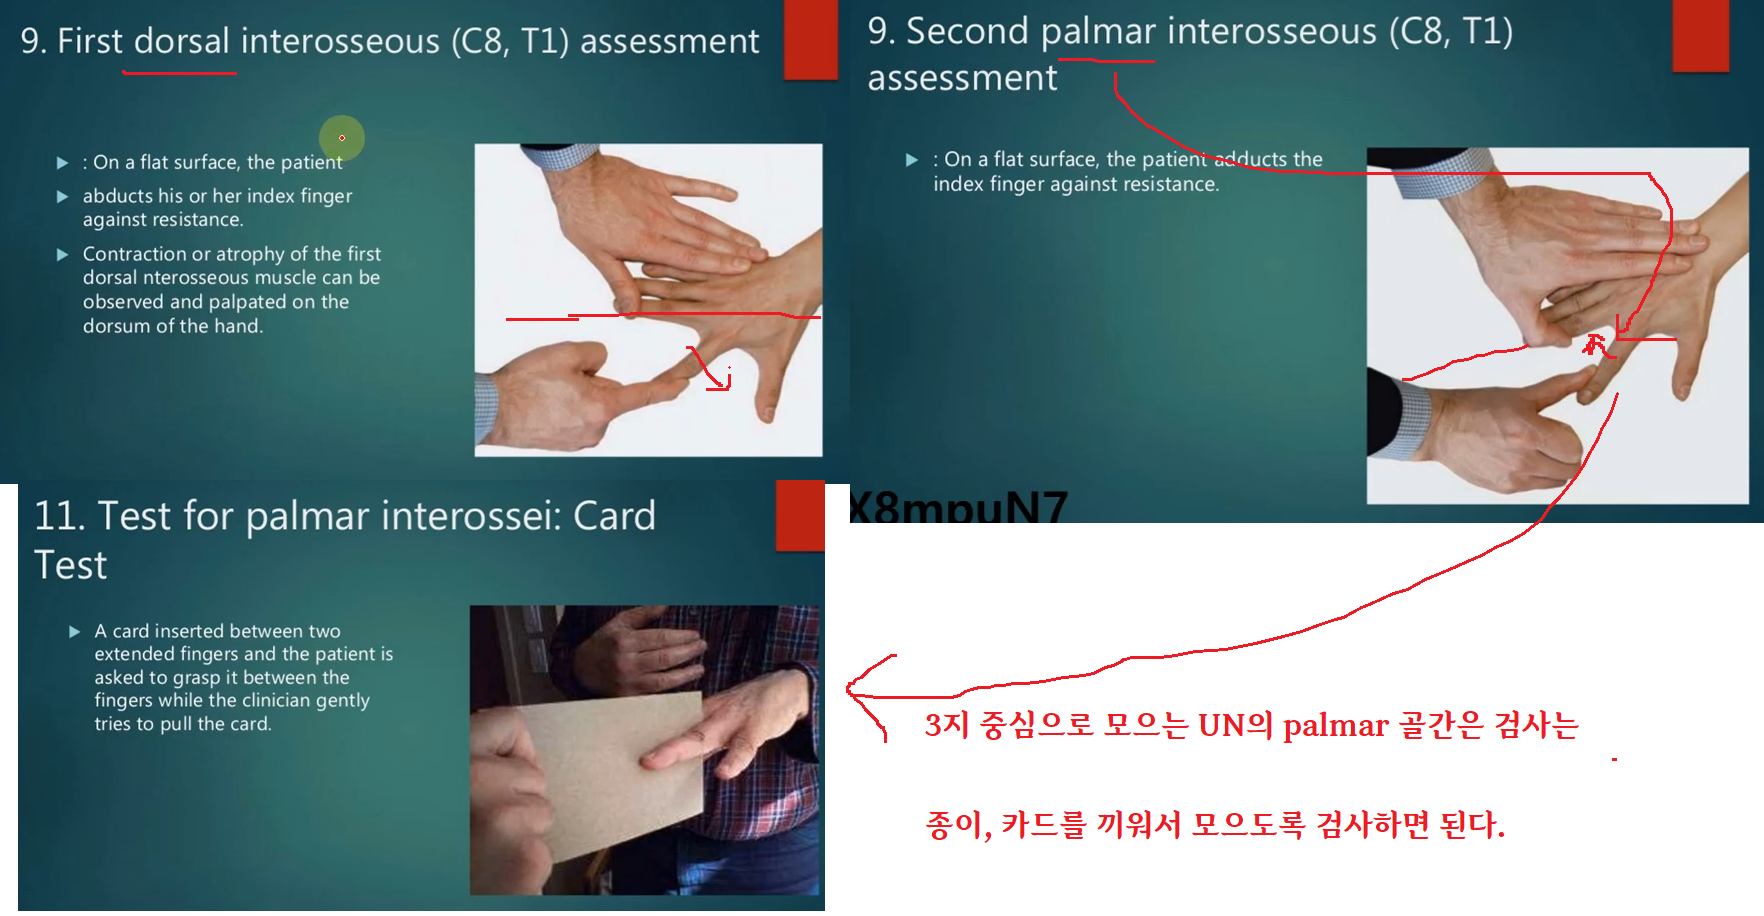 9. First dorsal interosseous (C8, T1) assessment
: On a flat surface, the patient
abducts his or her index finger
against resistance.
Contraction or atrophy of the first
dorsal nterosseous muscle can be
observed and palpated on the
dorsum of the hand.
9. Second palmar interosseous (C8, T1)
assessment
: On a flat surface, the patient adducts the
index finger against resistance.
X8mpuN7
11. Test for palmar interossei: Card
Test
A card inserted between two
extended fingers and the patient is
asked to grasp it between the
fingers while the clinician gently
tries to pull the card.
3지 중심으로 모으는 UN의 palmar 골간은 검사는
종이, 카드를 끼워서 모으도록 검사하면 된다.